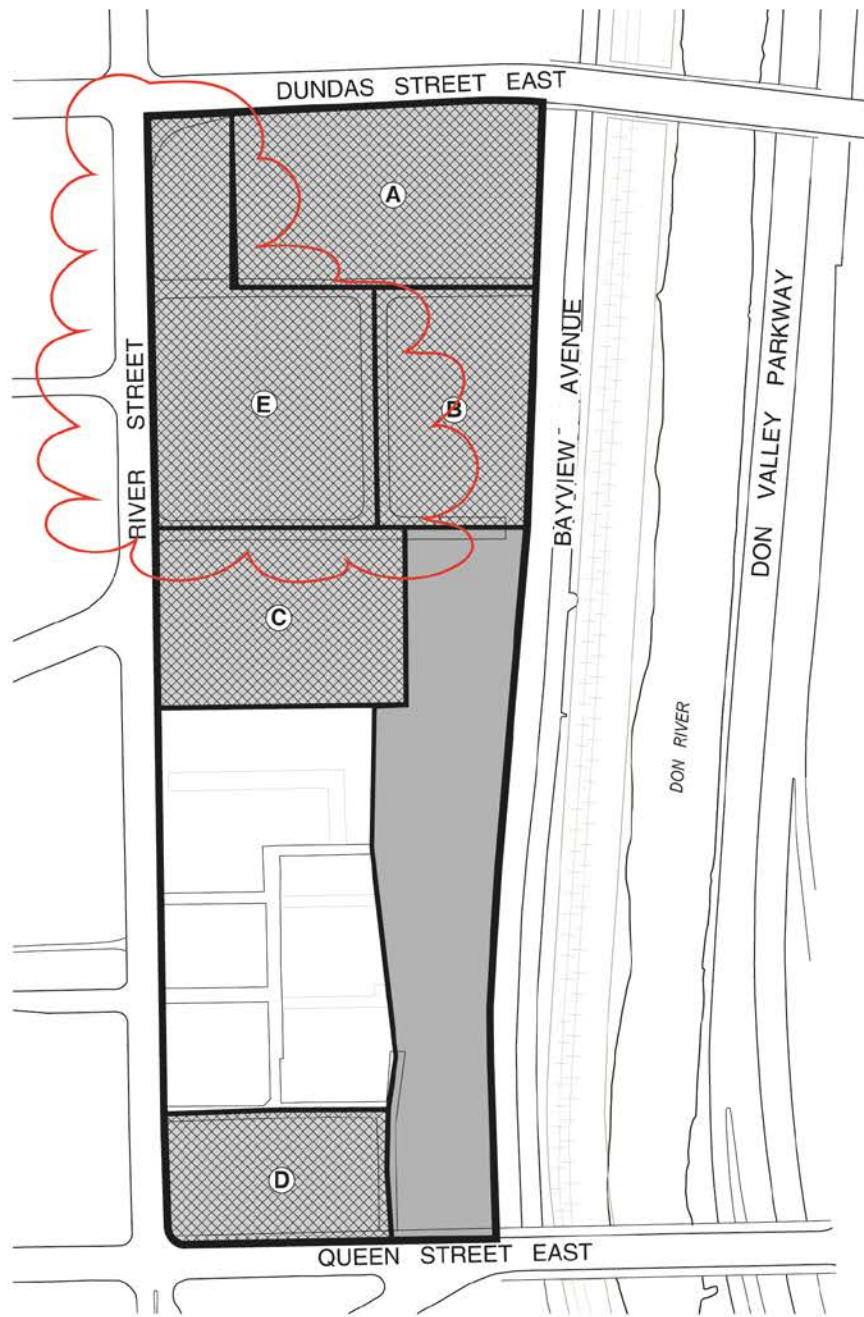 DUNDAS STREET EAST
A
RIVER STREET
E
B
BAYVIEW AVENUE
DON VALLEY PARKWAY
C
DON RIVER
D
QUEEN STREET EAST